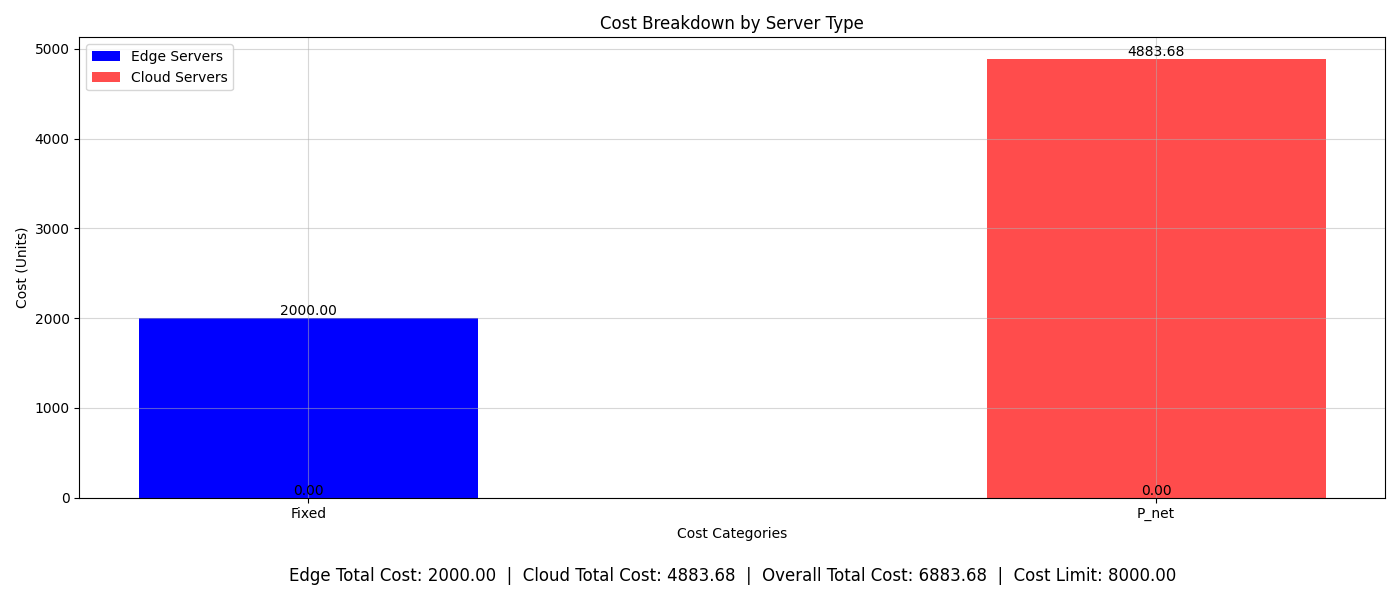 Cost Breakdown by Server Type
Edge Servers
Cloud Servers
Cost (Units)
5000
4000
3000
2000
1000
0
2000.00
0.00
4883.68
0.00
Fixed
P_net
Cost Categories
Edge Total Cost: 2000.00 | Cloud Total Cost: 4883.68 | Overall Total Cost: 6883.68 | Cost Limit: 8000.00